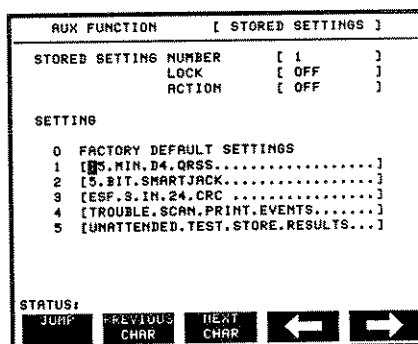 AUX FUNCTION [ STORED SETTINGS ]
STORED SETTING NUMBER [ 1 ]
LOCK [ OFF ]
ACTION [ OFF ]
SETTING
0 FACTORY DEFAULT SETTINGS
1 [5.MIN.D4.QRSS..................]
2 [5.BIT.SMARTJACK................]
3 [ESF.3.IN.24.CRC ...............]
4 [TROUBLE.SCAN.PRINT.EVENTS.......]
5 [UNATTENDED.TEST.STORE.RESULTS...]
STATUS:
JUMP PREVIOUS CHAR NEXT CHAR